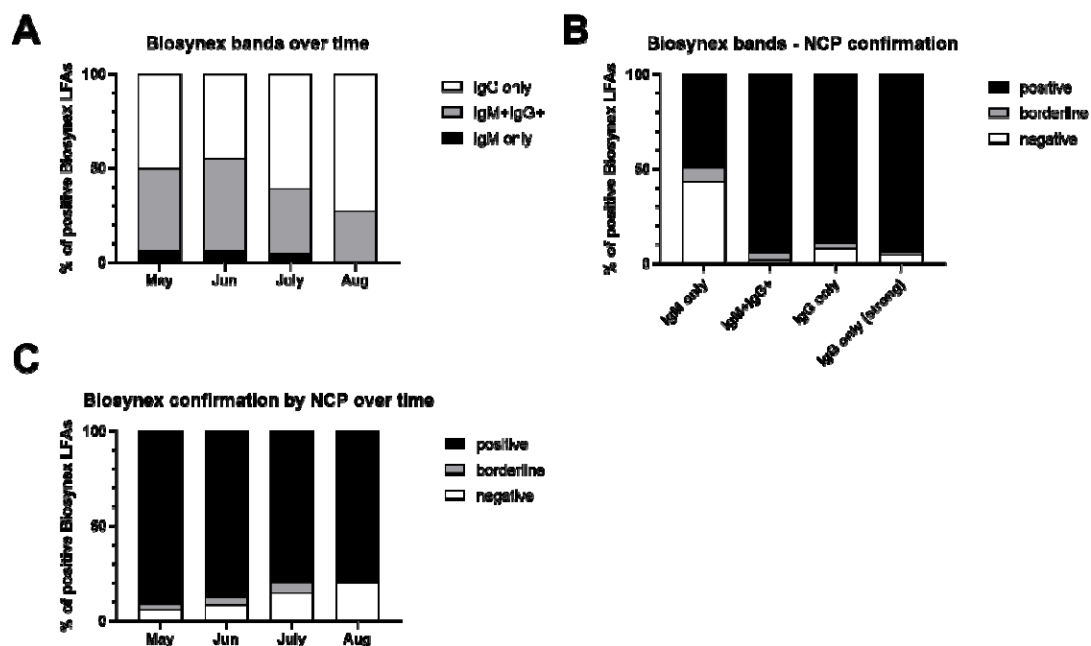 A
Biosynex bands over time
% of positive Biosynex LFAs
100
50
0
May Jun July Aug
IgG only
IgM+IgG+
IgM only
B
Biosynex bands - NCP confirmation
% of positive Biosynex LFAs
100
50
0
IgM only
IgM+IgG+
IgG only
IgG only (strong)
positive
borderline
negative
C
Biosynex confirmation by NCP over time
% of positive Biosynex LFAs
100
50
0
May Jun July Aug
positive
borderline
negative